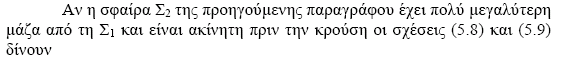 Αν η σφαίρα Σ2 της προηγούμενης παραγράφου έχει πολύ μεγαλύτερη
μάζα από τη Σ1 και είναι ακίνητη πριν την κρούση οι σχέσεις (5.8) και (5.9)
δίνουν